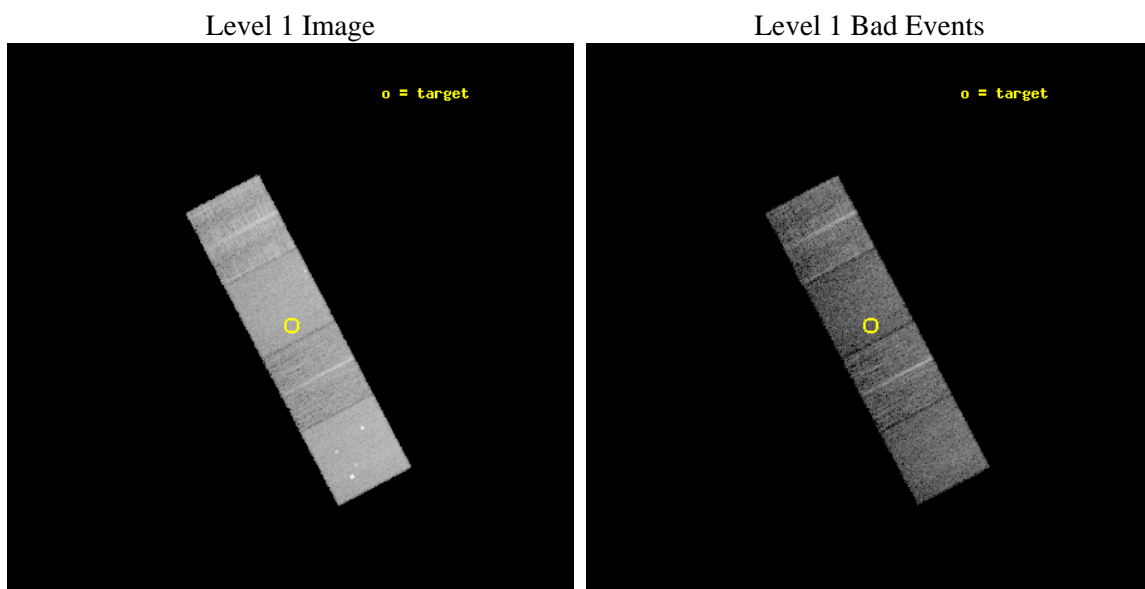 Level 1 Image
Level 1 Bad Events
o = target
o = target